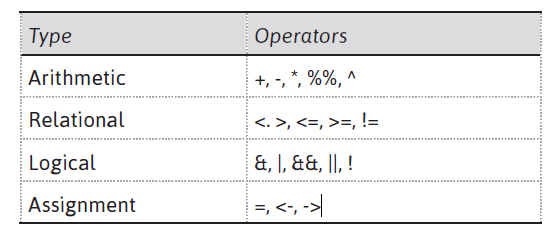 Type Operators
Arithmetic +, -, *, %%, ^
Relational <. >, <=, >=, !=
Logical &, |, &&, ||, !
Assignment =, <-, ->